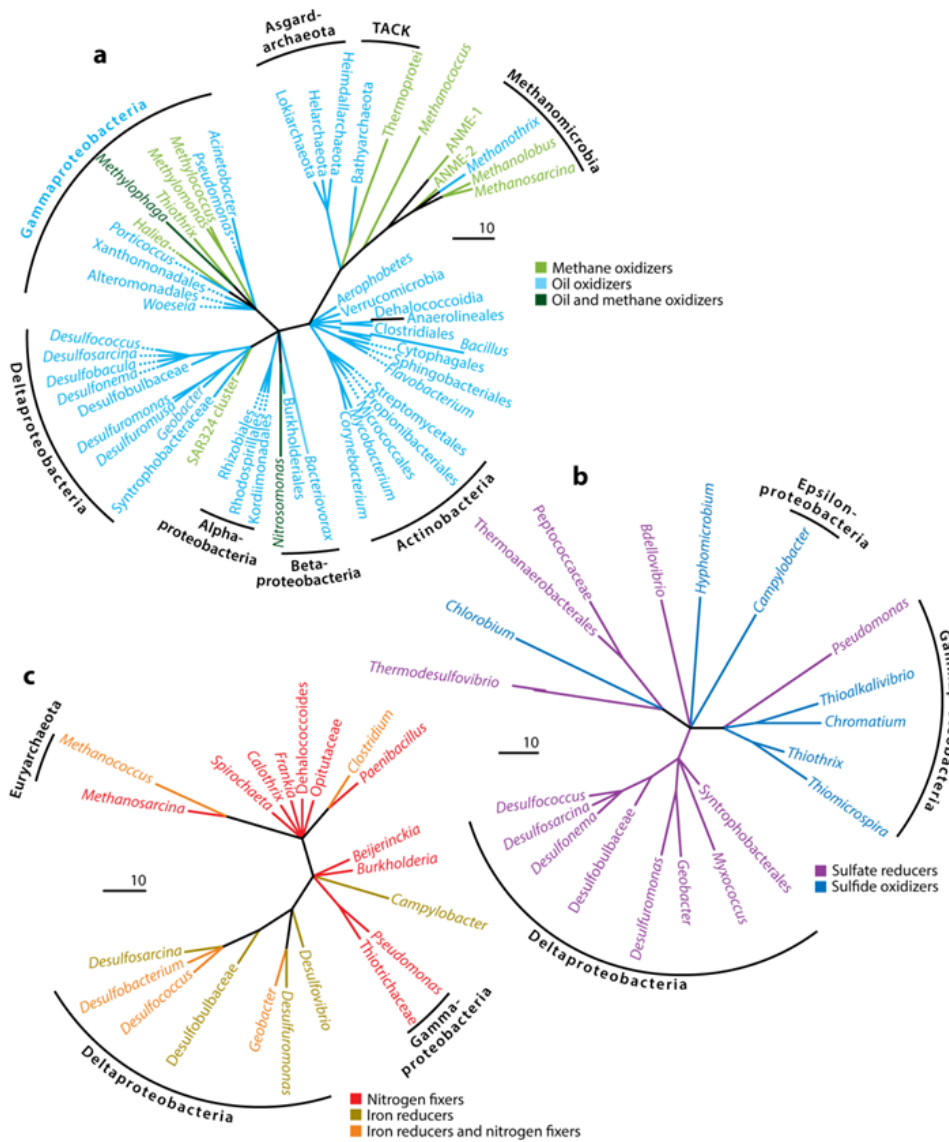 a
Asgard-
archaeota
TACK
Methanomicrobia
Gammaproteobacteria
Lokiarchaeota
Helarchaeota
Heimdallarchaeota
Bathyarchaeota
Thermoprotei
Methanococcus
ANME-1
ANME-2
Methanothrix
Methanolobus
Methanosarcina
10
Methane oxidizers
Oil oxidizers
Oil and methane oxidizers
Acinetobacter
Pseudomonas
Methylococcus
Methylomonas
Thiothrix
Methylophaga
Haliea
Porticoccus
Xanthomonadales
Alteromonadales
Woeseia
Aerophobetes
Verrucomicrobia
Dehalococcoidia
Anaerolineales
Clostridiales
Bacillus
Cytophagales
Sphingobacteriales
Flavobacterium
Streptomycetales
Propionibacteriales
Micrococcales
Mycobacterium
Corynebacterium
Actinobacteria
Desulfococcus
Desulfosarcina
Desulfobacula
Desulfonema
Desulfobulbaceae
Desulfuromonas
Desulfuromusa
Geobacter
Syntrophobacteraceae
SAR324 cluster
Deltaproteobacteria
Rhizobiales
Rhodospirillales
Kordiimonadales
Alpha-
proteobacteria
Nitrosomonas
Burkholderiales
Bacteriovorax
Beta-
proteobacteria
b
Epsilon-
proteobacteria
Peptococcaceae
Thermoanaerobacterales
Bdellovibrio
Hyphomicrobium
Campylobacter
Chlorobium
Thermodesulfovibrio
Pseudomonas
Thioalkalivibrio
Chromatium
Thiothrix
Thiomicrospira
10
Desulfococcus
Desulfosarcina
Desulfonema
Desulfobulbaceae
Desulfuromonas
Geobacter
Myxococcus
Syntrophobacterales
Deltaproteobacteria
Sulfate reducers
Sulfide oxidizers
c
Euryarchaeota
Methanococcus
Methanosarcina
Spirochaeta
Calothrix
Frankia
Dehalococcoides
Opitutaceae
Clostridium
Paenibacillus
10
Beijerinckia
Burkholderia
Campylobacter
Pseudomonas
Thiotrichaceae
Gamma-
proteobacteria
Desulfosarcina
Desulfobacterium
Desulfococcus
Desulfobulbaceae
Geobacter
Desulfuromonas
Desulfovibrio
Deltaproteobacteria
Nitrogen fixers
Iron reducers
Iron reducers and nitrogen fixers